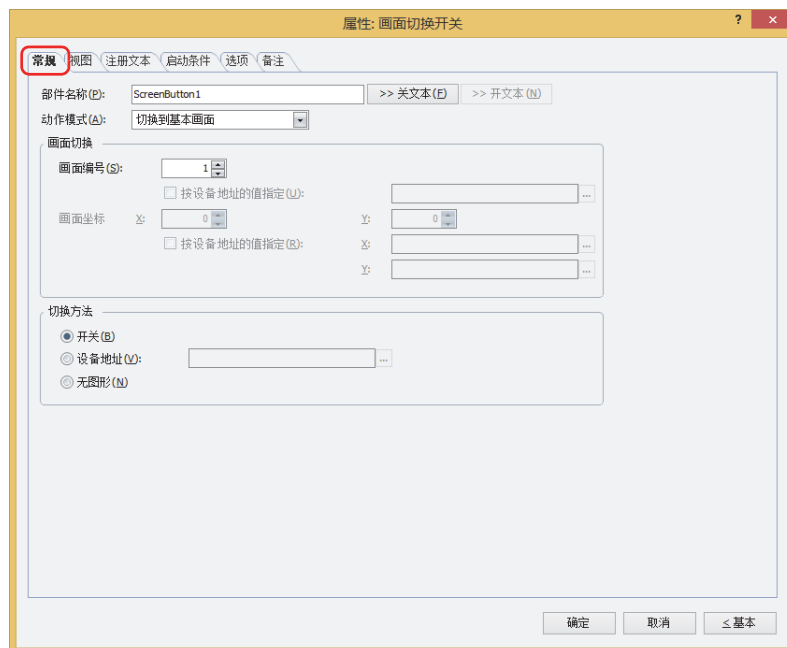 属性: 画面切换开关 ? ×
常规 视图 注册文本 启动条件 选项 备注
部件名称(P): ScreenButton1 >> 关文本(F) >> 开文本(N)
动作模式(A): 切换到基本画面
画面切换
画面编号(S): 1
按设备地址的值指定(U): ...
画面坐标 X: 0 Y: 0
按设备地址的值指定(R): X: ...
Y: ...
切换方法
开关(B)
设备地址(V): ...
无图形(N)
确定 取消 <基本